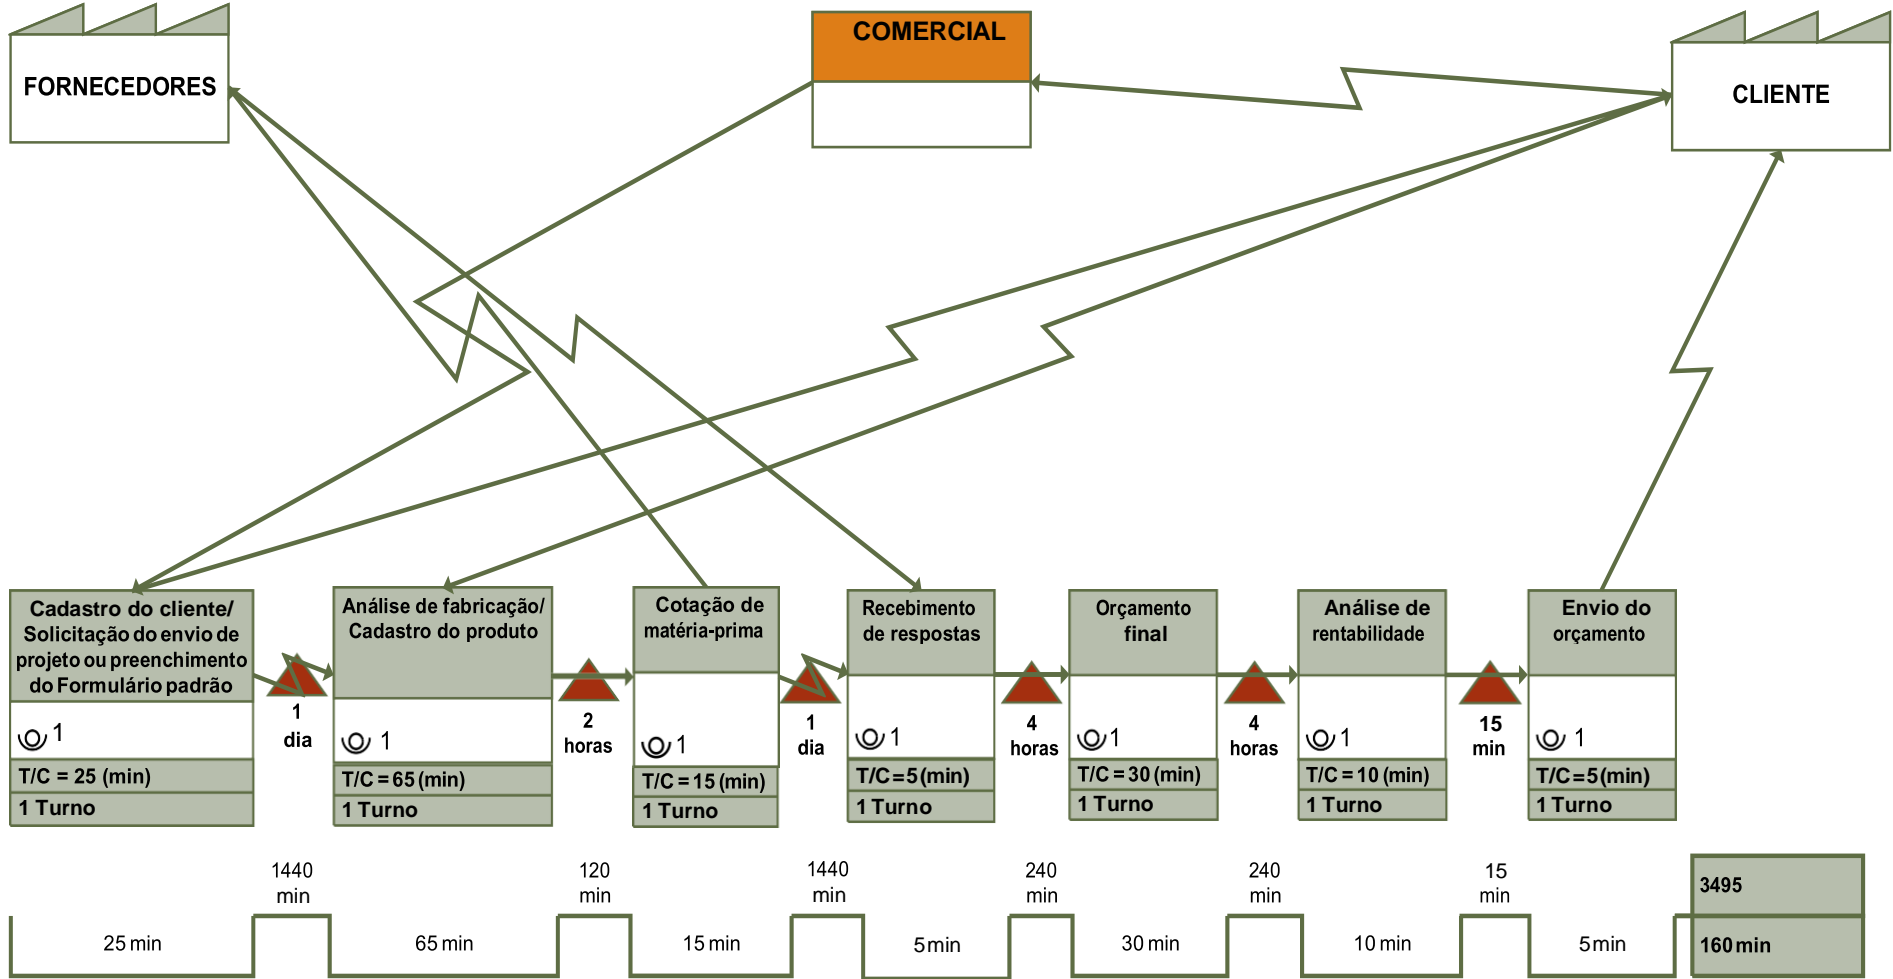 FORNECEDORES
COMERCIAL
CLIENTE
Cadastro do cliente/
Solicitação do envio de
projeto ou preenchimento
do Formulário padrão
1
T/C = 25 (min)
1 Turno
1
dia
Análise de fabricação/
Cadastro do produto
1
T/C = 65 (min)
1 Turno
2
horas
Cotação de
matéria-prima
1
T/C = 15 (min)
1 Turno
1
dia
Recebimento
de respostas
1
T/C=5(min)
1 Turno
4
horas
Orçamento
final
1
T/C = 30 (min)
1 Turno
4
horas
Análise de
rentabilidade
1
T/C = 10 (min)
1 Turno
15
min
Envio do
orçamento
1
T/C=5(min)
1 Turno
1440
min
120
min
1440
min
240
min
240
min
15
min
3495
25 min
65 min
15 min
5 min
30 min
10 min
5 min
160 min